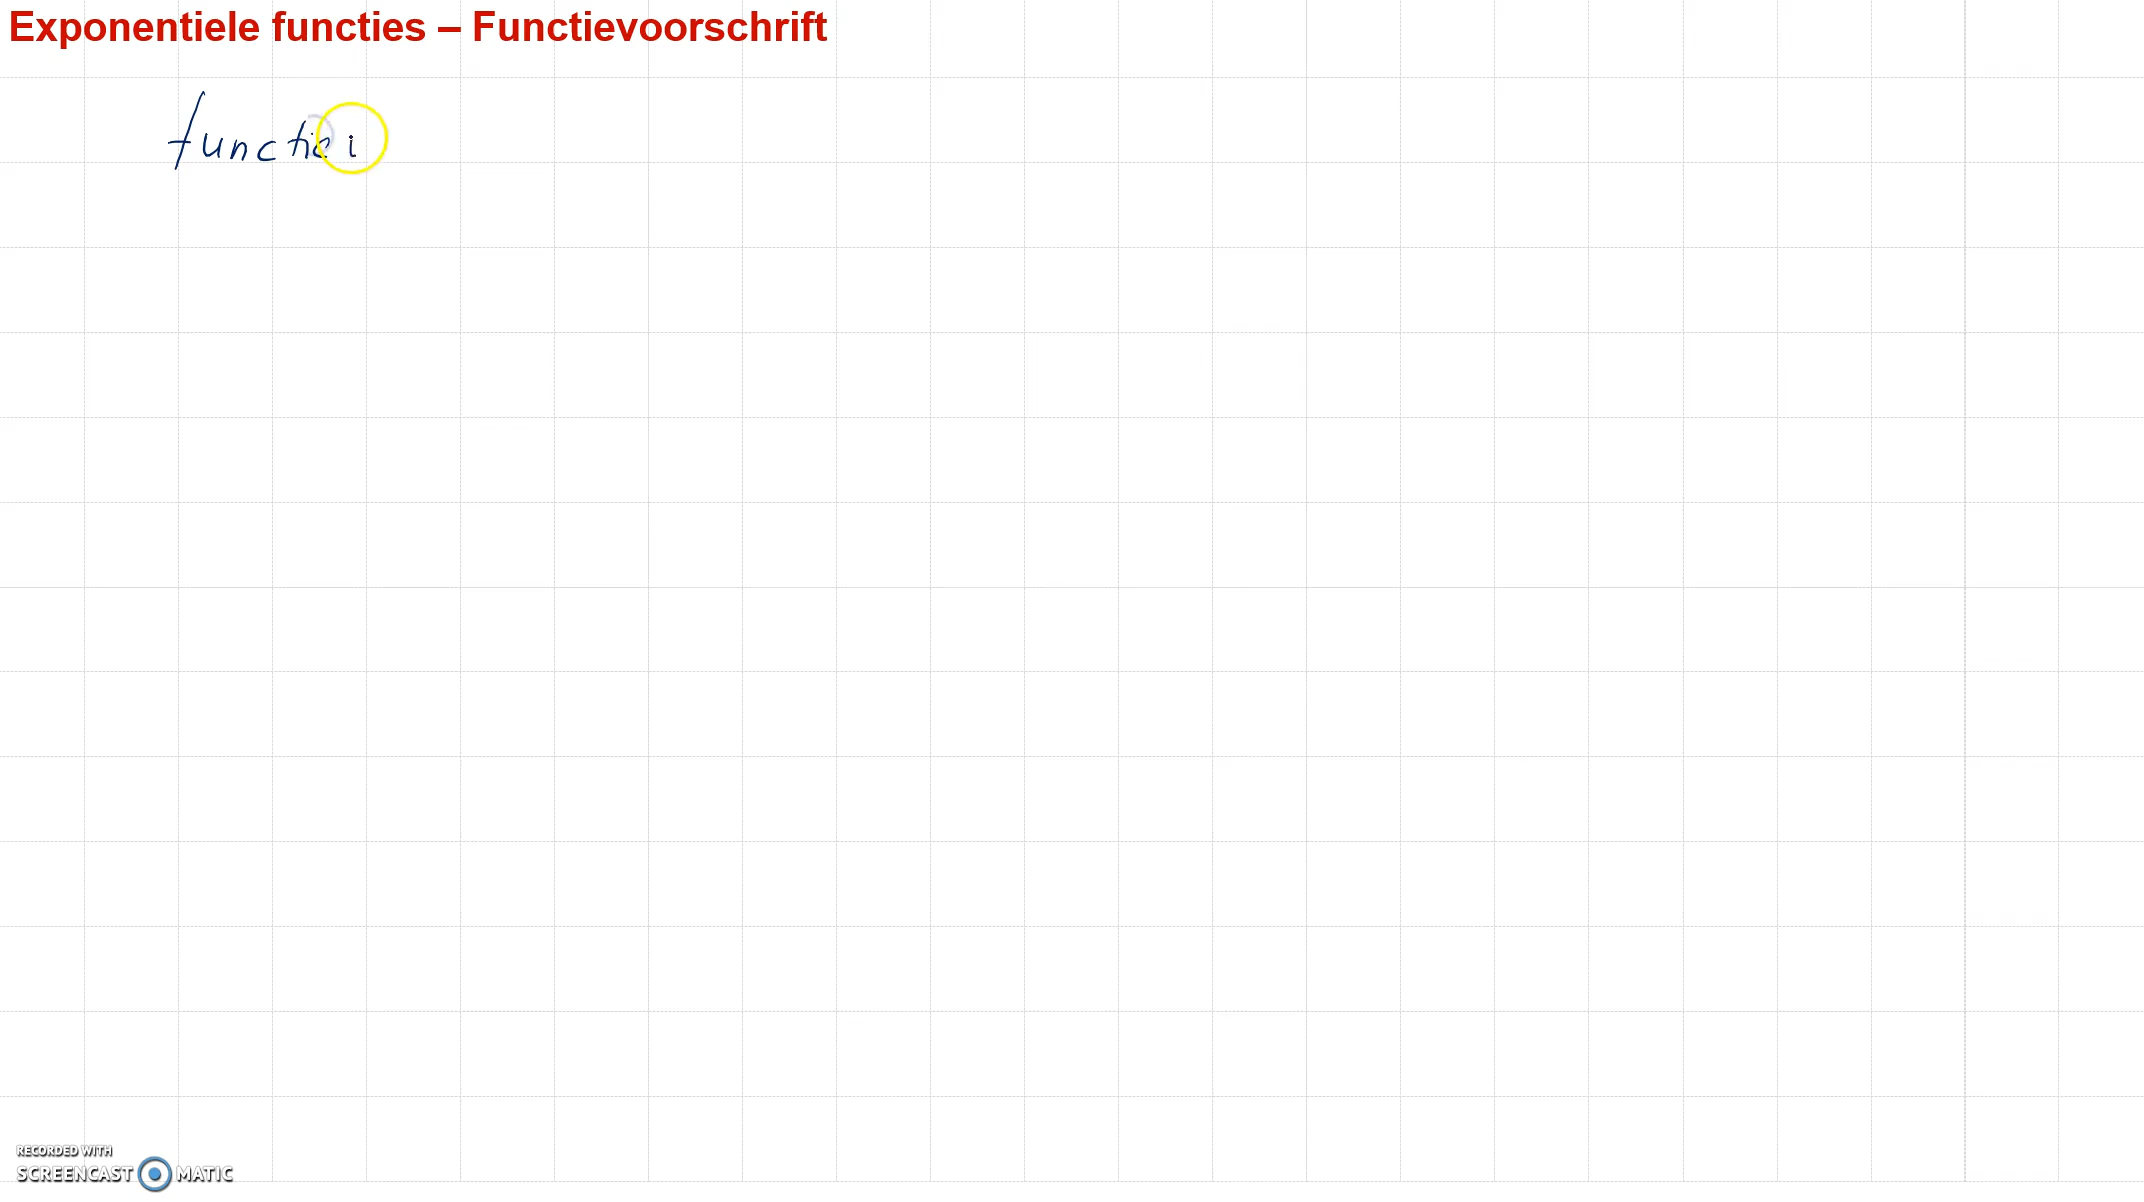 Exponentiele functies – Functievoorschrift
functie i
RECORDED WITH
SCREENCAST MATIC